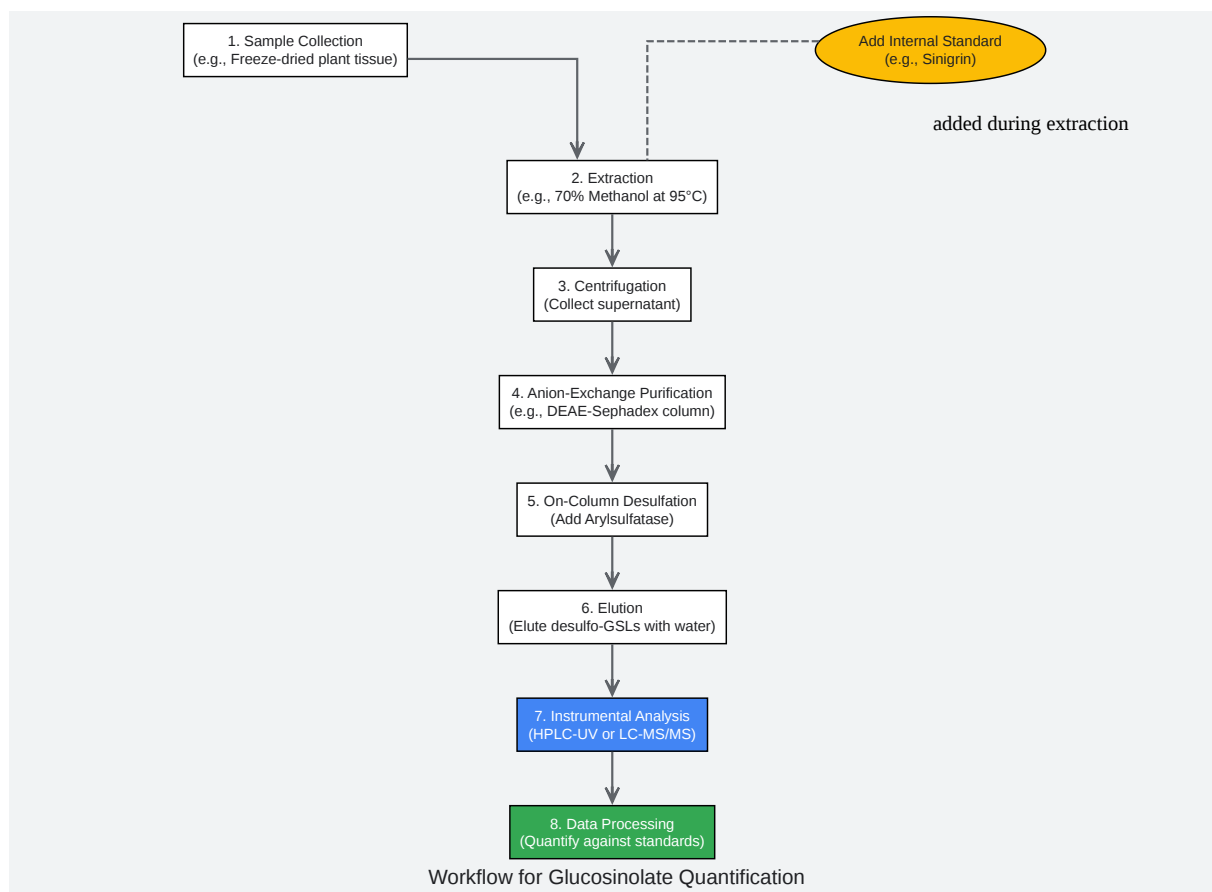 1. Sample Collection
(e.g., Freeze-dried plant tissue)
Add Internal Standard
(e.g., Sinigrin)
added during extraction
2. Extraction
(e.g., 70% Methanol at 95°C)
3. Centrifugation
(Collect supernatant)
4. Anion-Exchange Purification
(e.g., DEAE-Sephadex column)
5. On-Column Desulfation
(Add Arylsulfatase)
6. Elution
(Elute desulfo-GSLs with water)
7. Instrumental Analysis
(HPLC-UV or LC-MS/MS)
8. Data Processing
(Quantify against standards)
Workflow for Glucosinolate Quantification